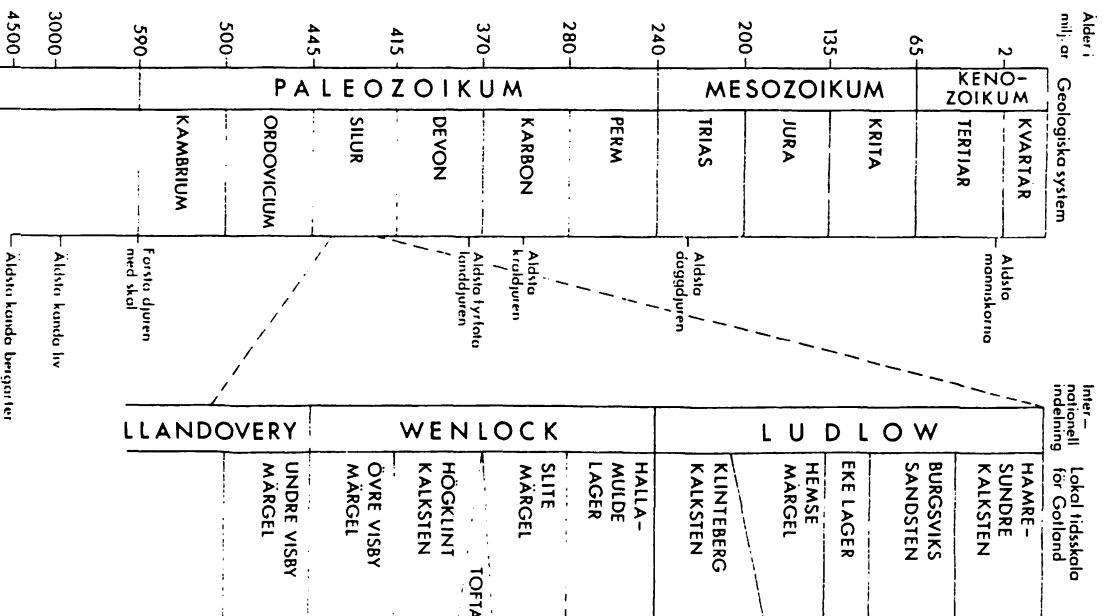 Ålder i
milj. år
2
65
135
200
240
280
370
415
445
500
590
3000
4500
Geologiska system
KENO-
ZOIKUM
MESOZOIKUM
PALEOZOIKUM
KVARTÄR
TERTIÄR
KRITA
JURA
TRIAS
PERM
KARBON
DEVON
SILUR
ORDOVICIUM
KAMBRIUM
Äldsta
människorna
Äldsta
däggdjuren
Äldsta
kräldjuren
Äldsta fyrfota
landdjuren
Första djuren
med skal
Äldsta kända liv
Äldsta kända bergarter
Inter-
nationell
indelning
LUDLOW
WENLOCK
LLANDOVERY
Lokal tidsskala
för Gotland
HAMRE-
SUNDRE
KALKSTEN
BURGSVIKS
SANDSTEN
EKE LAGER
HEMSE
MÄRGEL
KLINTEBERG
KALKSTEN
HALLA-
MULDE
LAGER
SLITE
MÄRGEL
TOFTA
HÖGKLINT
KALKSTEN
ÖVRE VISBY
MÄRGEL
UNDRE VISBY
MÄRGEL